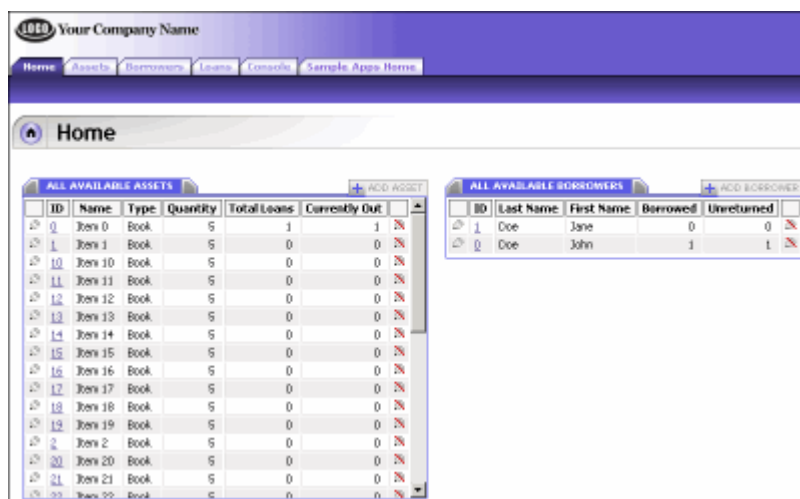 LOGO Your Company Name
Home Assets Borrowers Loans Console Sample Apps Home
Home
ALL AVAILABLE ASSETS ADD ASSET
ID Name Type Quantity Total Loans Currently Out
0 Item 0 Book 5 1 1
1 Item 1 Book 5 0 0
10 Item 10 Book 5 0 0
11 Item 11 Book 5 0 0
12 Item 12 Book 5 0 0
13 Item 13 Book 5 0 0
14 Item 14 Book 5 0 0
15 Item 15 Book 5 0 0
16 Item 16 Book 5 0 0
17 Item 17 Book 5 0 0
18 Item 18 Book 5 0 0
19 Item 19 Book 5 0 0
2 Item 2 Book 5 0 0
20 Item 20 Book 5 0 0
21 Item 21 Book 5 0 0
22 Item 22 Book 5 0 0
ALL AVAILABLE BORROWERS ADD BORROWER
ID Last Name First Name Borrowed Unreturned
1 Doe Jane 0 0
0 Doe John 1 1